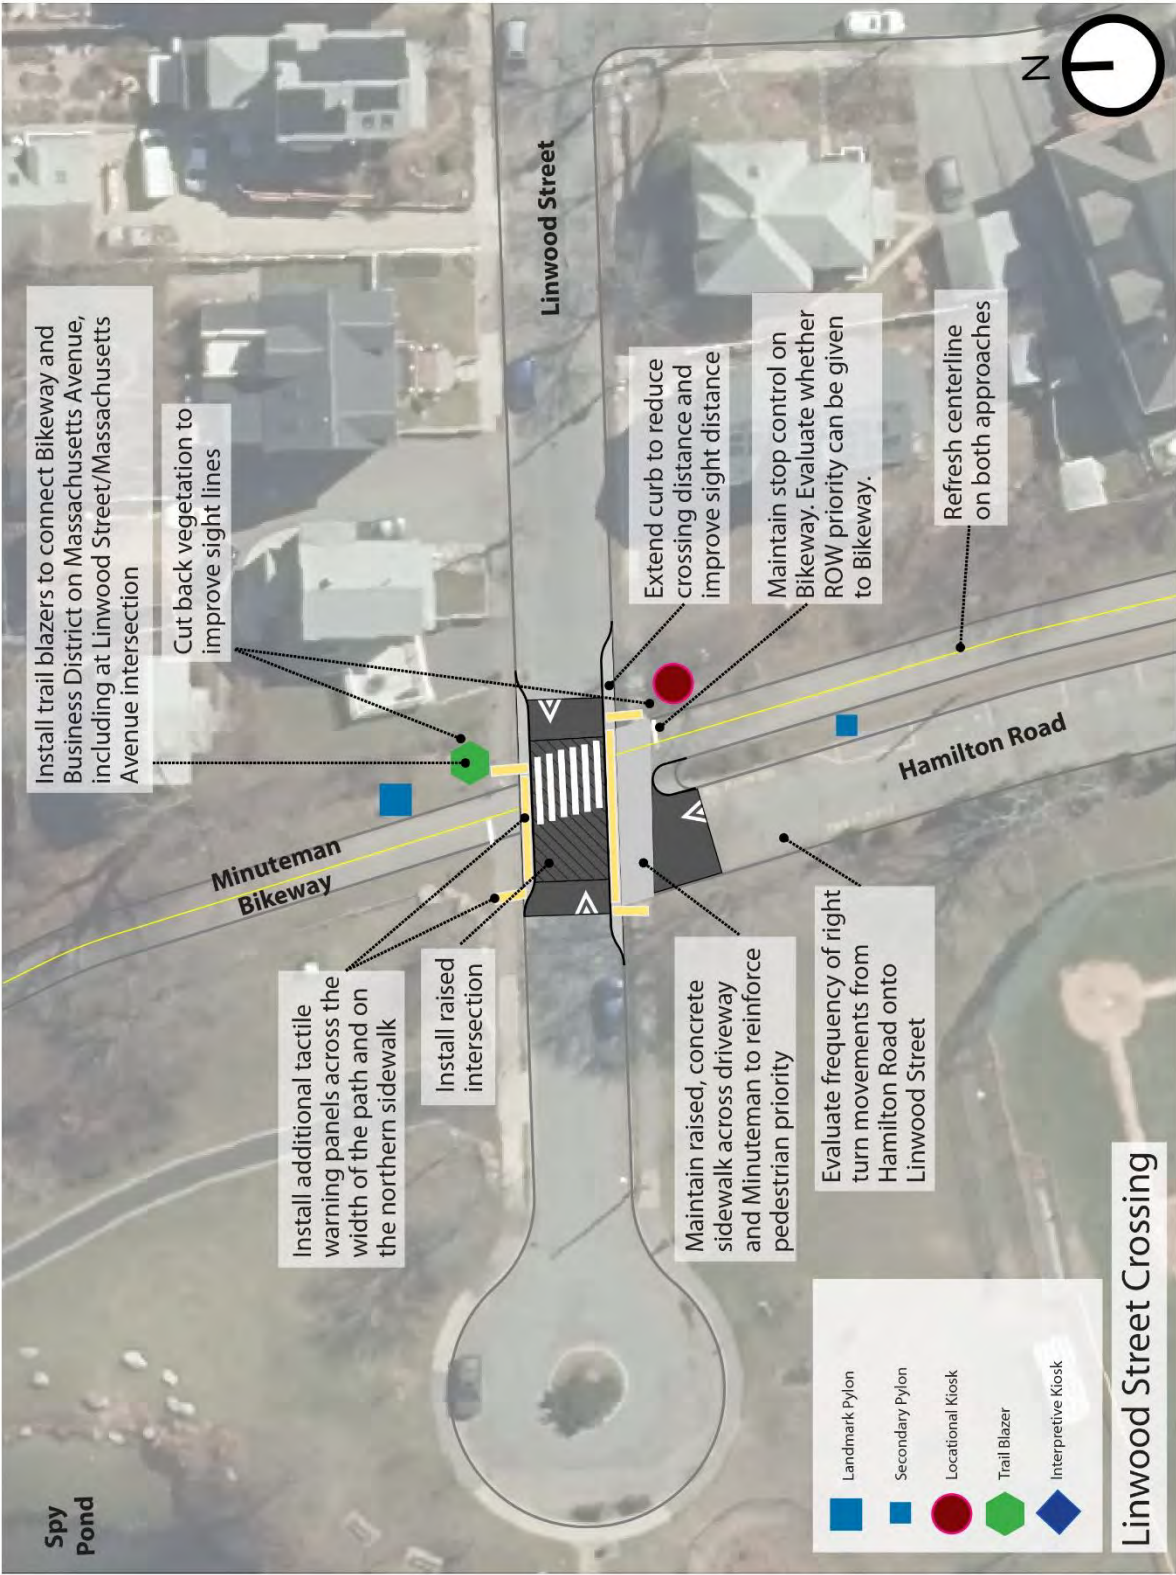 Install trail blazers to connect Bikeway and
Business District on Massachusetts Avenue,
including at Linwood Street/Massachusetts
Avenue intersection
Cut back vegetation to
improve sight lines
Spy
Pond
Minuteman
Bikeway
Install additional tactile
warning panels across the
width of the path and on
the northern sidewalk
Install raised
intersection
Linwood Street
Extend curb to reduce
crossing distance and
improve sight distance
Maintain stop control on
Bikeway. Evaluate whether
ROW priority can be given
to Bikeway.
Maintain raised, concrete
sidewalk across driveway
and Minuteman to reinforce
pedestrian priority
Evaluate frequency of right
turn movements from
Hamilton Road onto
Linwood Street
Hamilton Road
Refresh centerline
on both approaches
N
Landmark Pylon
Secondary Pylon
Locational Kiosk
Trail Blazer
Interpretive Kiosk
Linwood Street Crossing